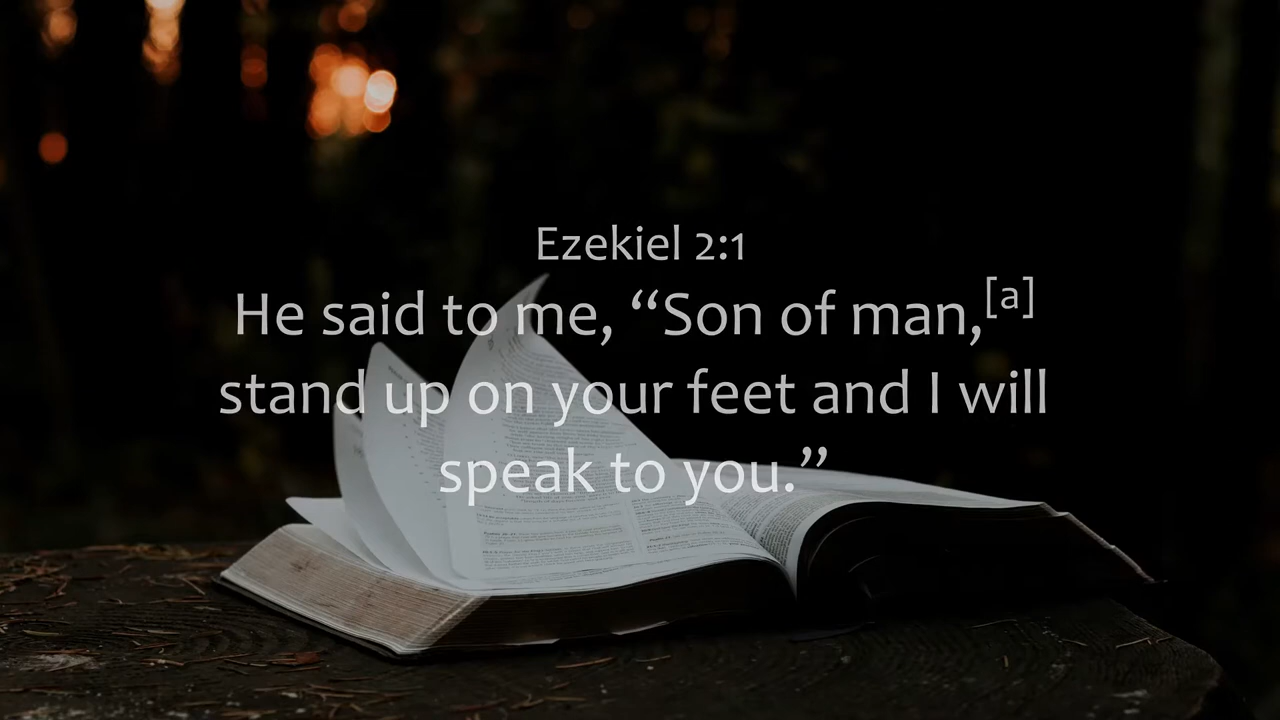 Ezekiel 2:1
He said to me, “Son of man,[a]
stand up on your feet and I will
speak to you.”